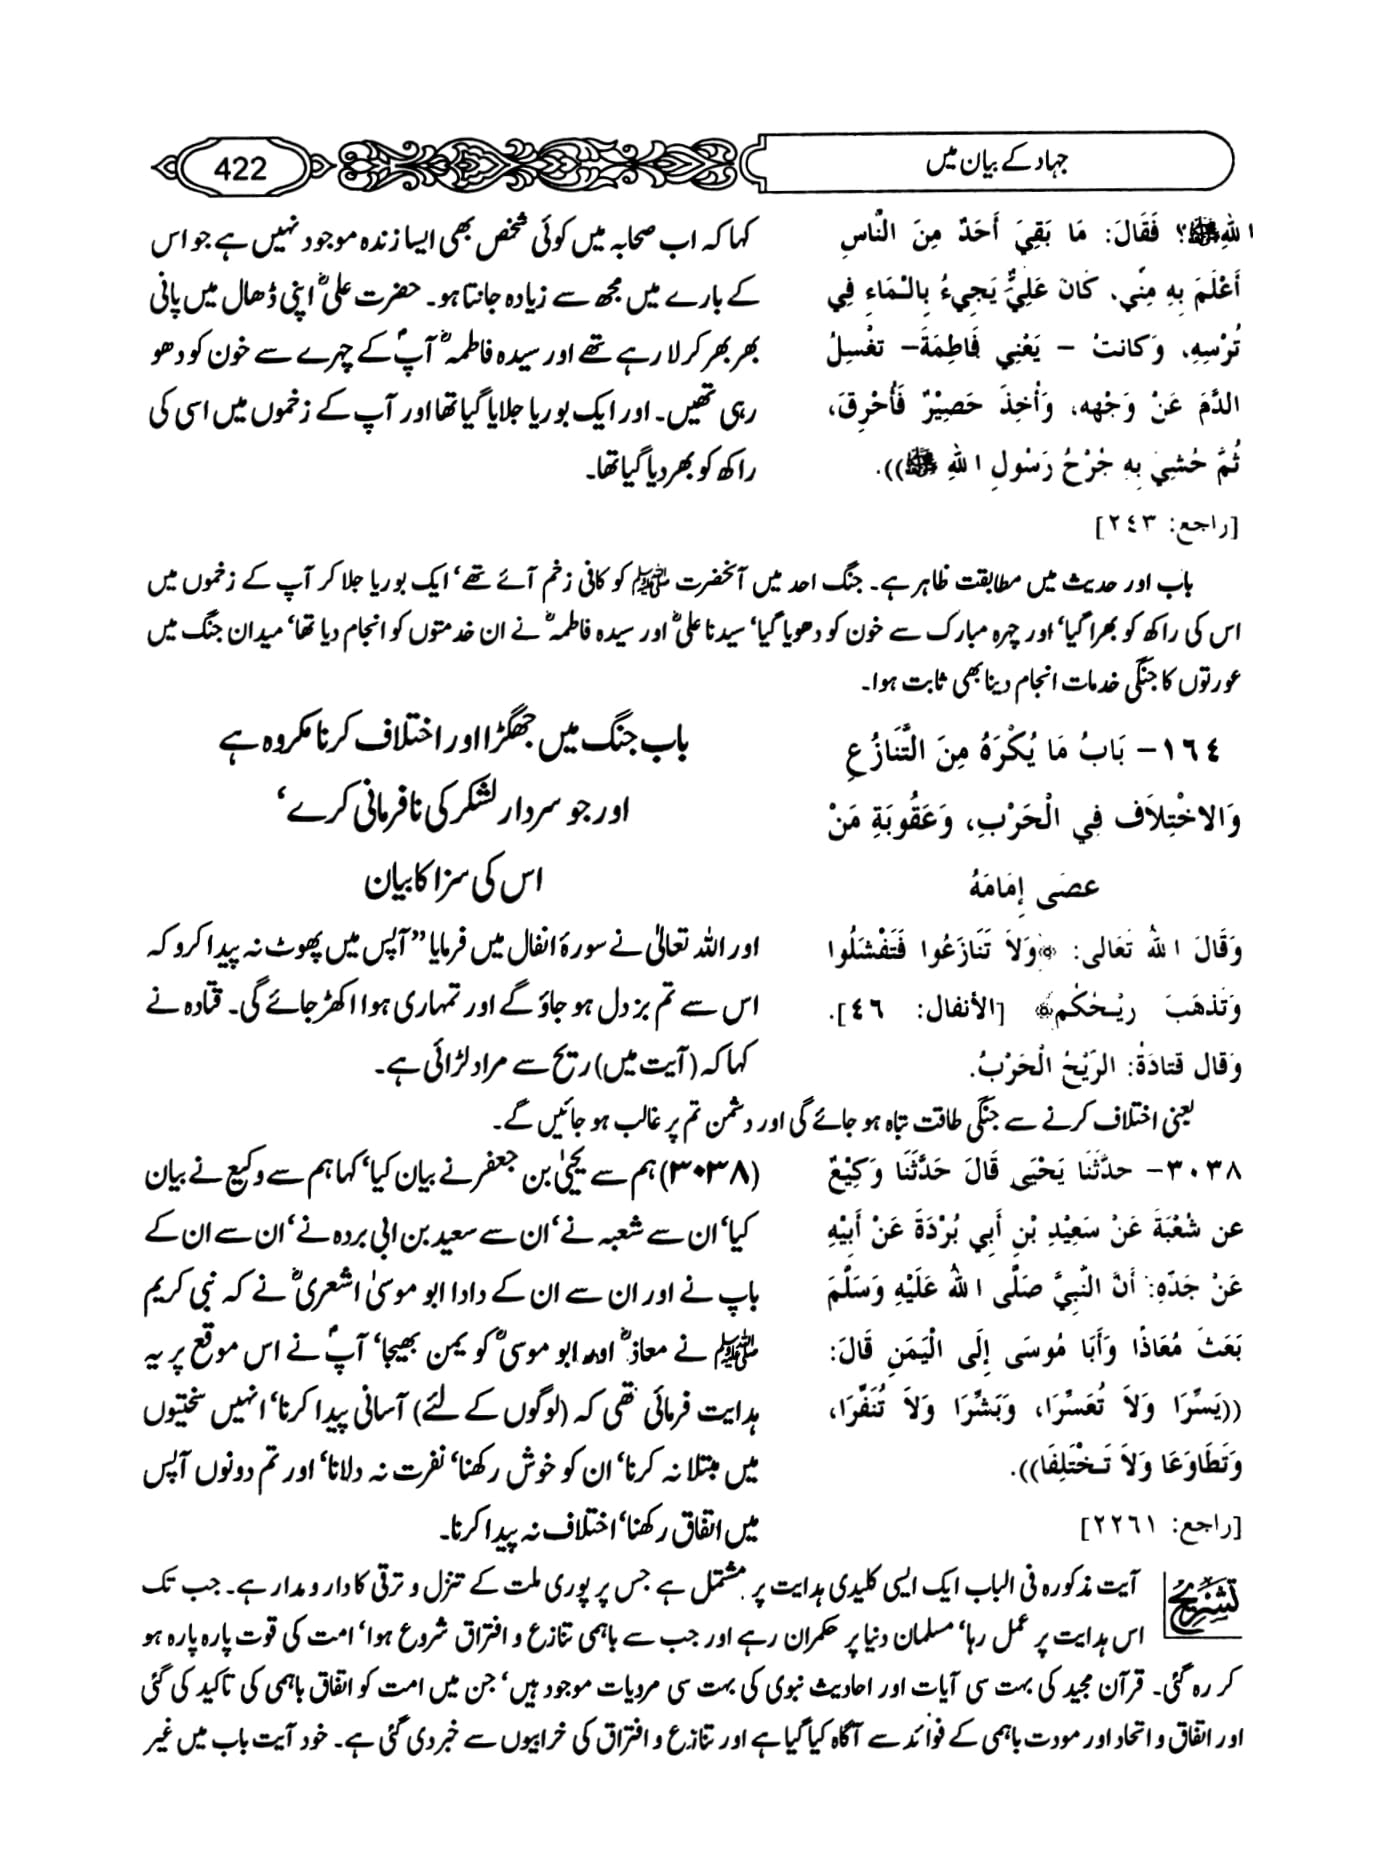 جہاد کے بیان میں
422
اللهِ ﷺ؟ فَقَالَ: مَا بَقِيَ أَحَدٌ مِنَ النَّاسِ
أَعْلَمَ بِهِ مِنِّي. كَانَ عَلِيٌّ يَجِيءُ بِالْمَاءِ فِي
تُرْسِهِ، وَكَانتْ - يَعْنِي فَاطِمَةَ- تَغْسِلُ
الدَّمَ عَنْ وَجْهِهِ، وَأُخِذَ حَصِيْرٌ فَأُحْرِقَ،
ثُمَّ حُشِيَ بِهِ جُرْحُ رَسُولِ اللهِ ﷺ)).
[راجع: ٢٤٣]
کہا کہ اب صحابہ میں کوئی شخص بھی ایسا زندہ موجود نہیں ہے جو اس
کے بارے میں مجھ سے زیادہ جانتا ہو۔ حضرت علیؓ اپنی ڈھال میں پانی
بھر بھر کر لا رہے تھے اور سیدہ فاطمہؓ آپؐ کے چہرے سے خون کو دھو
رہی تھیں۔ اور ایک بوریا جلایا گیا تھا اور آپ کے زخموں میں اسی کی
راکھ کو بھر دیا گیا تھا۔
باب اور حدیث میں مطابقت ظاہر ہے۔ جنگ احد میں آنحضرت ﷺ کو کافی زخم آئے تھے‘ ایک بوریا جلا کر آپ کے زخموں میں
اس کی راکھ کو بھرا گیا‘ اور چہرہ مبارک سے خون کو دھویا گیا‘ سیدنا علیؓ اور سیدہ فاطمہؓ نے ان خدمتوں کو انجام دیا تھا‘ میدان جنگ میں
عورتوں کا جنگی خدمات انجام دینا بھی ثابت ہوا۔
١٦٤- بَابُ مَا يُكْرَهُ مِنَ التَّنَازُعِ
وَالاخْتِلاَفِ فِي الْحَرْبِ، وَعَقُوبَةِ مَنْ
عصَى إِمَامَهُ
باب جنگ میں جھگڑا اور اختلاف کرنا مکروہ ہے
اور جو سردار لشکر کی نافرمانی کرے‘
اس کی سزا کا بیان
وَقَالَ اللهُ تَعَالى: ﴿وَلاَ تَنَازَعُوا فَتَفْشَلُوا
وَتَذهَبَ رِيْحُكُم﴾ [الأنفال: ٤٦].
وَقال قتادَةُ: الرِّيْحُ الْحَرْبُ.
اور اللہ تعالیٰ نے سورۂ انفال میں فرمایا ”آپس میں پھوٹ نہ پیدا کرو کہ
اس سے تم بزدل ہو جاؤ گے اور تمہاری ہوا اکھڑ جائے گی۔ قتادہ نے
کہا کہ (آیت میں) ریح سے مراد لڑائی ہے۔
یعنی اختلاف کرنے سے جنگی طاقت تباہ ہو جائے گی اور دشمن تم پر غالب ہو جائیں گے۔
٣٠٣٨- حدَّثَنَا يَحْيَى قَالَ حَدَّثَنَا وَكِيْعٌ
عن شُعْبَةَ عَنْ سَعِيْدِ بْنِ أَبِي بُرْدَةَ عَنْ أَبِيْهِ
عَنْ جَدِّهِ: أَنَّ النَّبِيَّ صَلَّى اللهُ عَلَيْهِ وَسَلَّمَ
بَعَثَ مُعَاذًا وَأَبَا مُوسَى إِلَى الْيَمَنِ قَالَ:
((يَسِّرَا وَلاَ تُعَسِّرَا، وَبَشِّرَا وَلاَ تُنَفِّرَا،
وَتَطَاوَعَا وَلاَ تَخْتَلِفَا)).
[راجع: ٢٢٦١]
(۳۰۳۸) ہم سے یحییٰ بن جعفر نے بیان کیا‘ کہا ہم سے وکیع نے بیان
کیا‘ ان سے شعبہ نے‘ ان سے سعید بن ابی بردہ نے‘ ان سے ان کے
باپ نے اور ان سے ان کے دادا ابو موسیٰ اشعریؓ نے کہ نبی کریم
ﷺ نے معاذؓ اور ابو موسیؓ کو یمن بھیجا‘ آپؐ نے اس موقع پر یہ
ہدایت فرمائی تھی کہ (لوگوں کے لئے) آسانی پیدا کرنا‘ انہیں سختیوں
میں مبتلا نہ کرنا‘ ان کو خوش رکھنا‘ نفرت نہ دلانا‘ اور تم دونوں آپس
میں اتفاق رکھنا‘ اختلاف نہ پیدا کرنا۔
تشریح آیت مذکورہ فی الباب ایک ایسی کلیدی ہدایت پر مشتمل ہے جس پر پوری ملت کے تنزل و ترقی کا دار و مدار ہے۔ جب تک
اس ہدایت پر عمل رہا‘ مسلمان دنیا پر حکمران رہے اور جب سے باہمی تنازع و افتراق شروع ہوا‘ امت کی قوت پارہ پارہ ہو
کر رہ گئی۔ قرآن مجید کی بہت سی آیات اور احادیث نبوی کی بہت سی مرویات موجود ہیں‘ جن میں امت کو اتفاق باہمی کی تاکید کی گئی
اور اتفاق و اتحاد اور مودت باہمی کے فوائد سے آگاہ کیا گیا ہے اور تنازع و افتراق کی خرابیوں سے خبر دی گئی ہے۔ خود آیت باب میں غیر